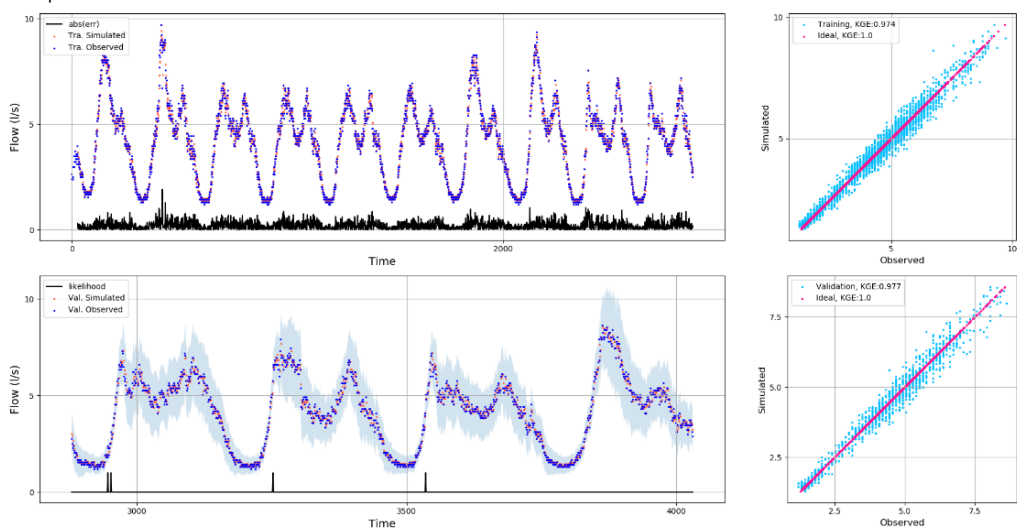 10
5
0
Flow (l/s)
abs(err)
Tra. Simulated
Tra. Observed
0
2000
Time
10
5
Simulated
Training, KGE:0.974
Ideal, KGE:1.0
5
10
Observed
10
5
0
Flow (l/s)
likelihood
Val. Simulated
Val. Observed
3000
3500
4000
Time
7.5
5.0
2.5
Simulated
Validation, KGE:0.977
Ideal, KGE:1.0
2.5
5.0
7.5
Observed